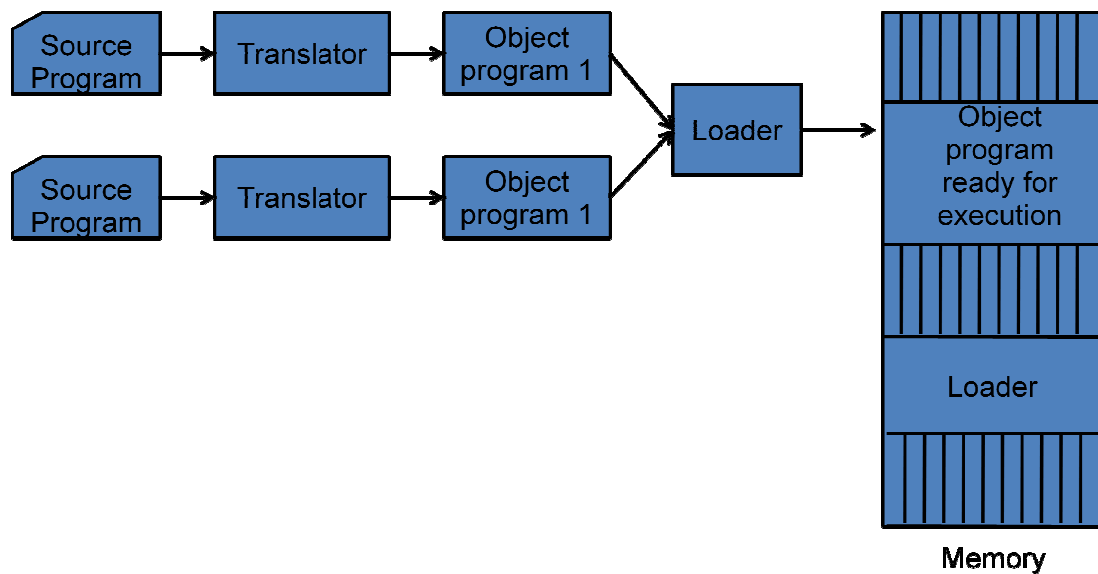 Source
Program
Translator
Object
program 1
Source
Program
Translator
Object
program 1
Loader
Object
program
ready for
execution
Loader
Memory